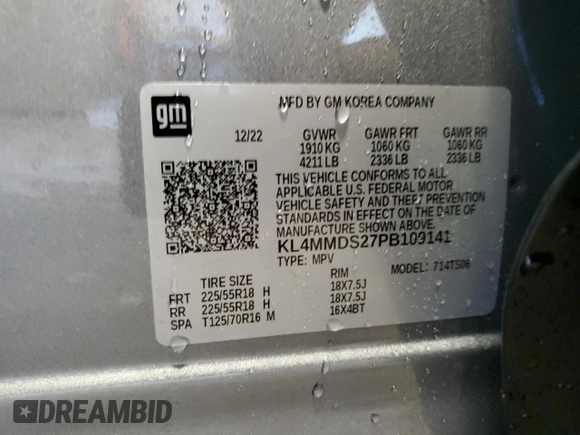 gm
MFD BY GM KOREA COMPANY
12/22 GVWR GAWR FRT GAWR RR
1910 KG 1060 KG 1060 KG
4211 LB 2336 LB 2336 LB
THIS VEHICLE CONFORMS TO ALL
APPLICABLE U.S. FEDERAL MOTOR
VEHICLE SAFETY AND THEFT PREVENTION
STANDARDS IN EFFECT ON THE DATE OF
MANUFACTURE SHOWN ABOVE.
KL4MMDS27PB109141
TYPE: MPV MODEL: 714TS06
TIRE SIZE RIM
FRT 225/55R18 H 18X7.5J
RR 225/55R18 H 18X7.5J
SPA T125/70R16 M 16X4BT
DREAMBID